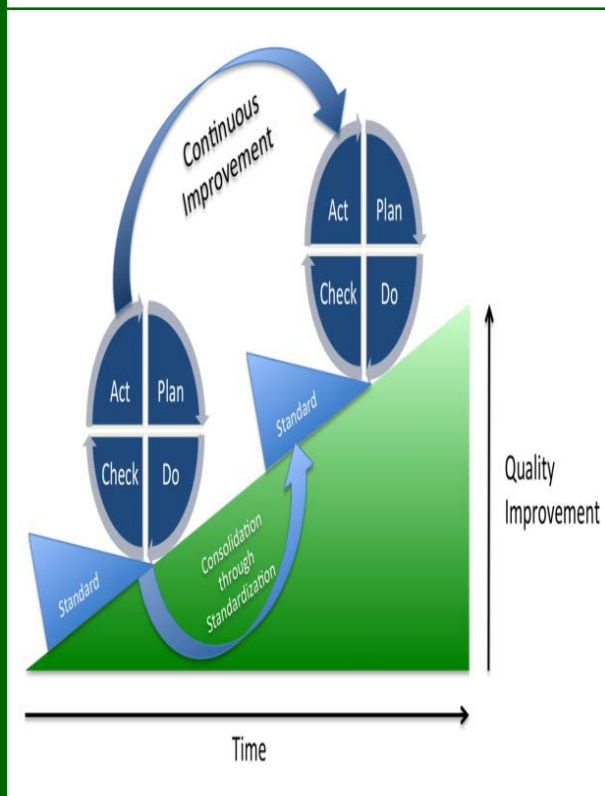 Continuous
Improvement
Act
Plan
Check
Do
Act
Plan
Check
Do
Standard
Standard
Consolidation
through
Standardization
Quality
Improvement
Time